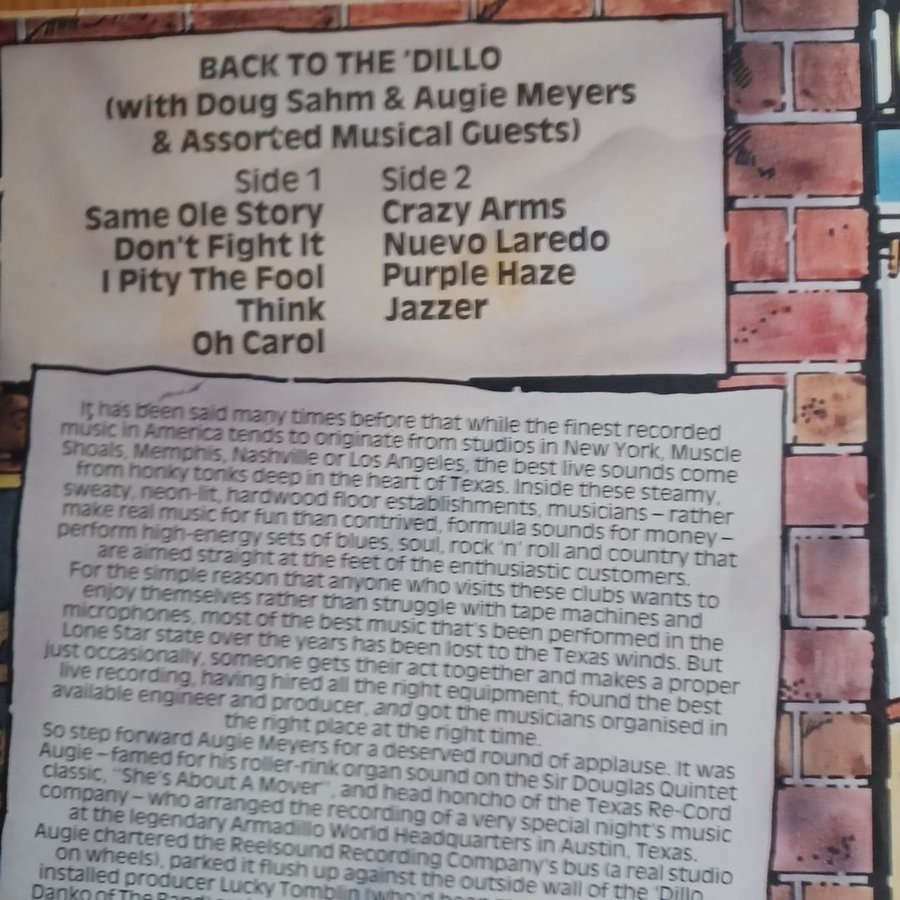 BACK TO THE 'DILLO
(with Doug Sahm & Augie Meyers
& Assorted Musical Guests)
Side 1
Same Ole Story
Don't Fight It
I Pity The Fool
Think
Oh Carol
Side 2
Crazy Arms
Nuevo Laredo
Purple Haze
Jazzer
It has been said many times before that while the finest recorded
music in America tends to originate from studios in New York, Muscle
Shoals, Memphis, Nashville or Los Angeles, the best live sounds come
from honky tonks deep in the heart of Texas. Inside these steamy,
sweaty, neon-lit, hardwood floor establishments, musicians – rather
make real music for fun than contrived, formula sounds for money –
perform high-energy sets of blues, soul, rock 'n' roll and country that
are aimed straight at the feet of the enthusiastic customers.
For the simple reason that anyone who visits these clubs wants to
enjoy themselves rather than struggle with tape machines and
microphones, most of the best music that's been performed in the
Lone Star state over the years has been lost to the Texas winds. But
just occasionally, someone gets their act together and makes a proper
live recording, having hired all the right equipment, found the best
available engineer and producer, and got the musicians organised in
the right place at the right time.
So step forward Augie Meyers for a deserved round of applause. It was
Augie – famed for his roller-rink organ sound on the Sir Douglas Quintet
classic, "She's About A Mover", and head honcho of the Texas Re-Cord
company – who arranged the recording of a very special night's music
at the legendary Armadillo World Headquarters in Austin, Texas.
Augie chartered the Reelsound Recording Company's bus (a real studio
on wheels), parked it flush up against the outside wall of the 'Dillo,
installed producer Lucky Tomblin (who'd been
Danko of The Band